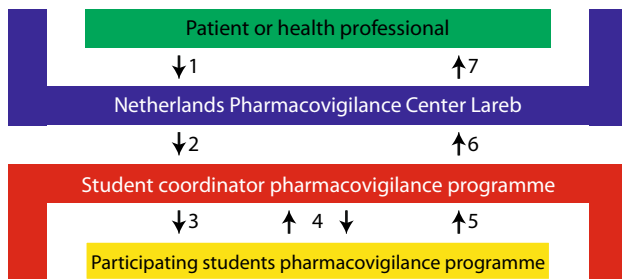 Patient or health professional
1 7
Netherlands Pharmacovigilance Center Lareb
2 6
Student coordinator pharmacovigilance programme
3 4 5
Participating students pharmacovigilance programme